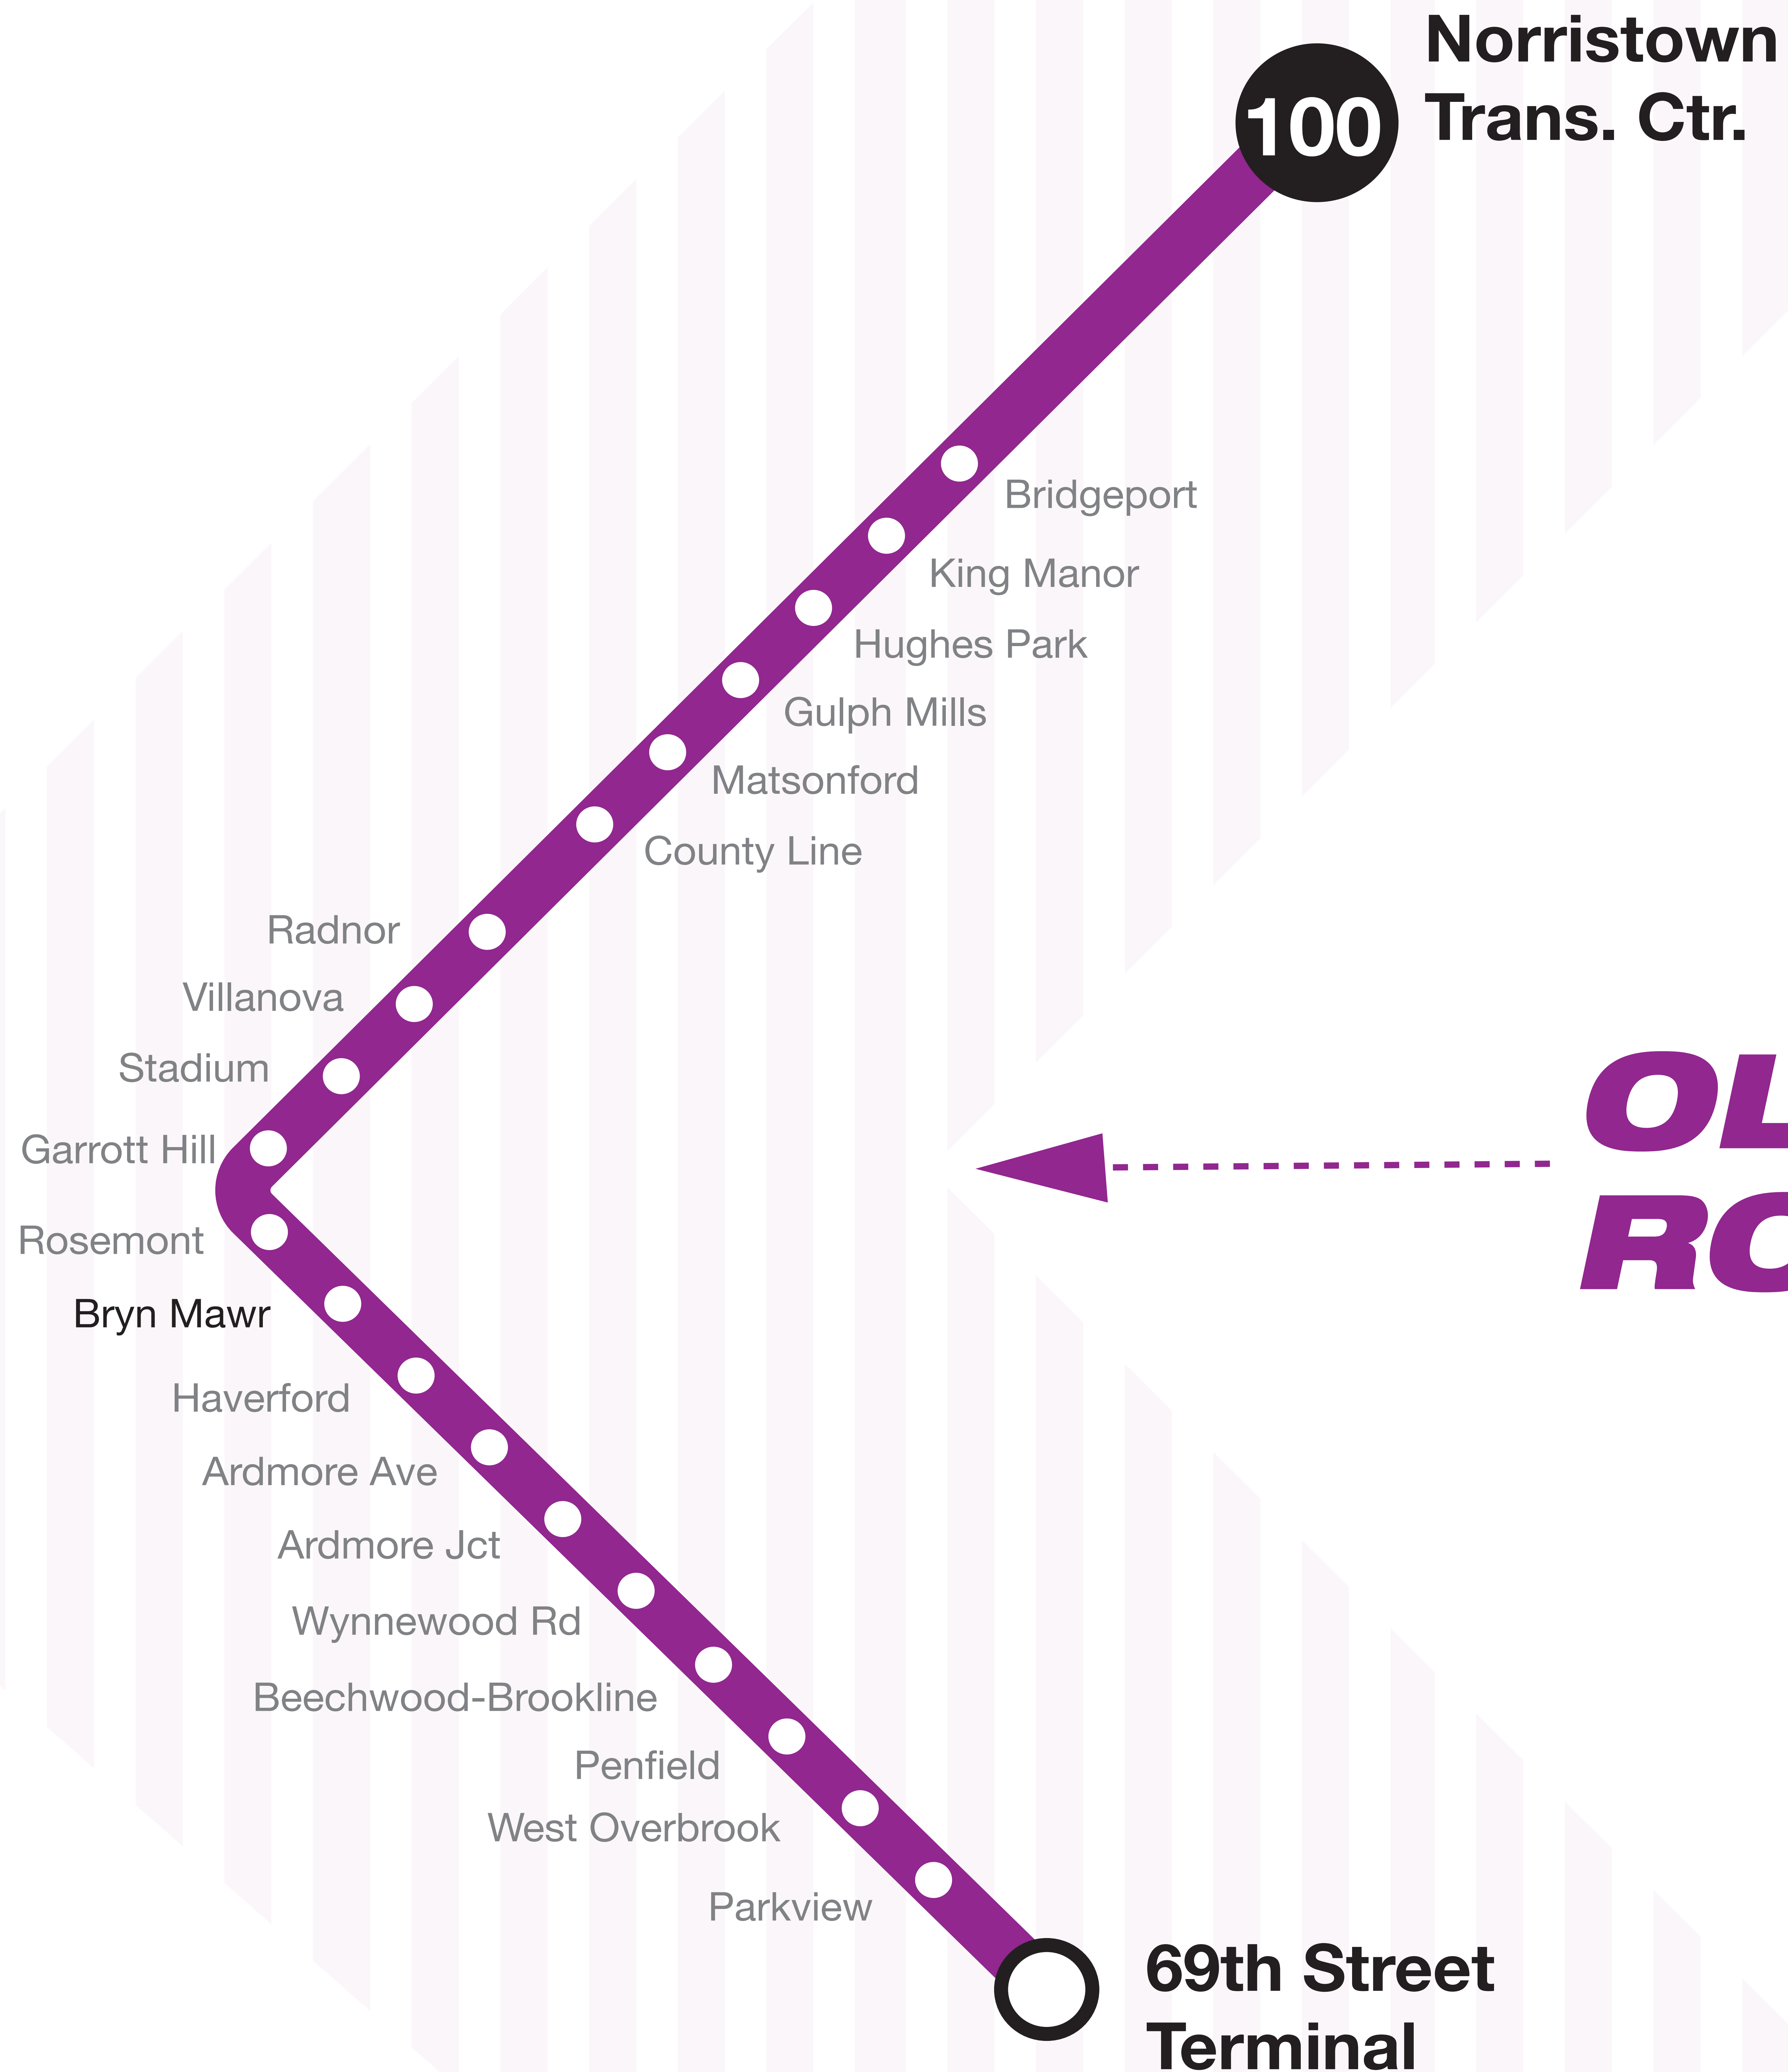 Norristown
Trans. Ctr.
100
Bridgeport
King Manor
Hughes Park
Gulph Mills
Matsonford
County Line
Radnor
Villanova
Stadium
Garrott Hill
Rosemont
Bryn Mawr
Haverford
Ardmore Ave
Ardmore Jct
Wynnewood Rd
Beechwood-Brookline
Penfield
West Overbrook
Parkview
69th Street
Terminal